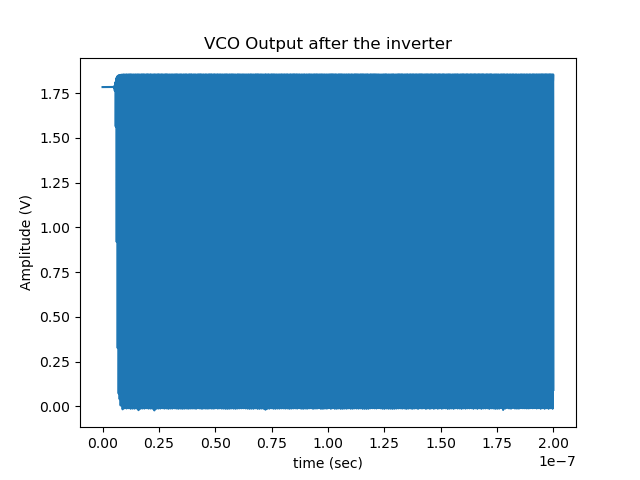 VCO Output after the inverter
Amplitude (V)
1.75
1.50
1.25
1.00
0.75
0.50
0.25
0.00
0.00 0.25 0.50 0.75 1.00 1.25 1.50 1.75 2.00
1e−7
time (sec)